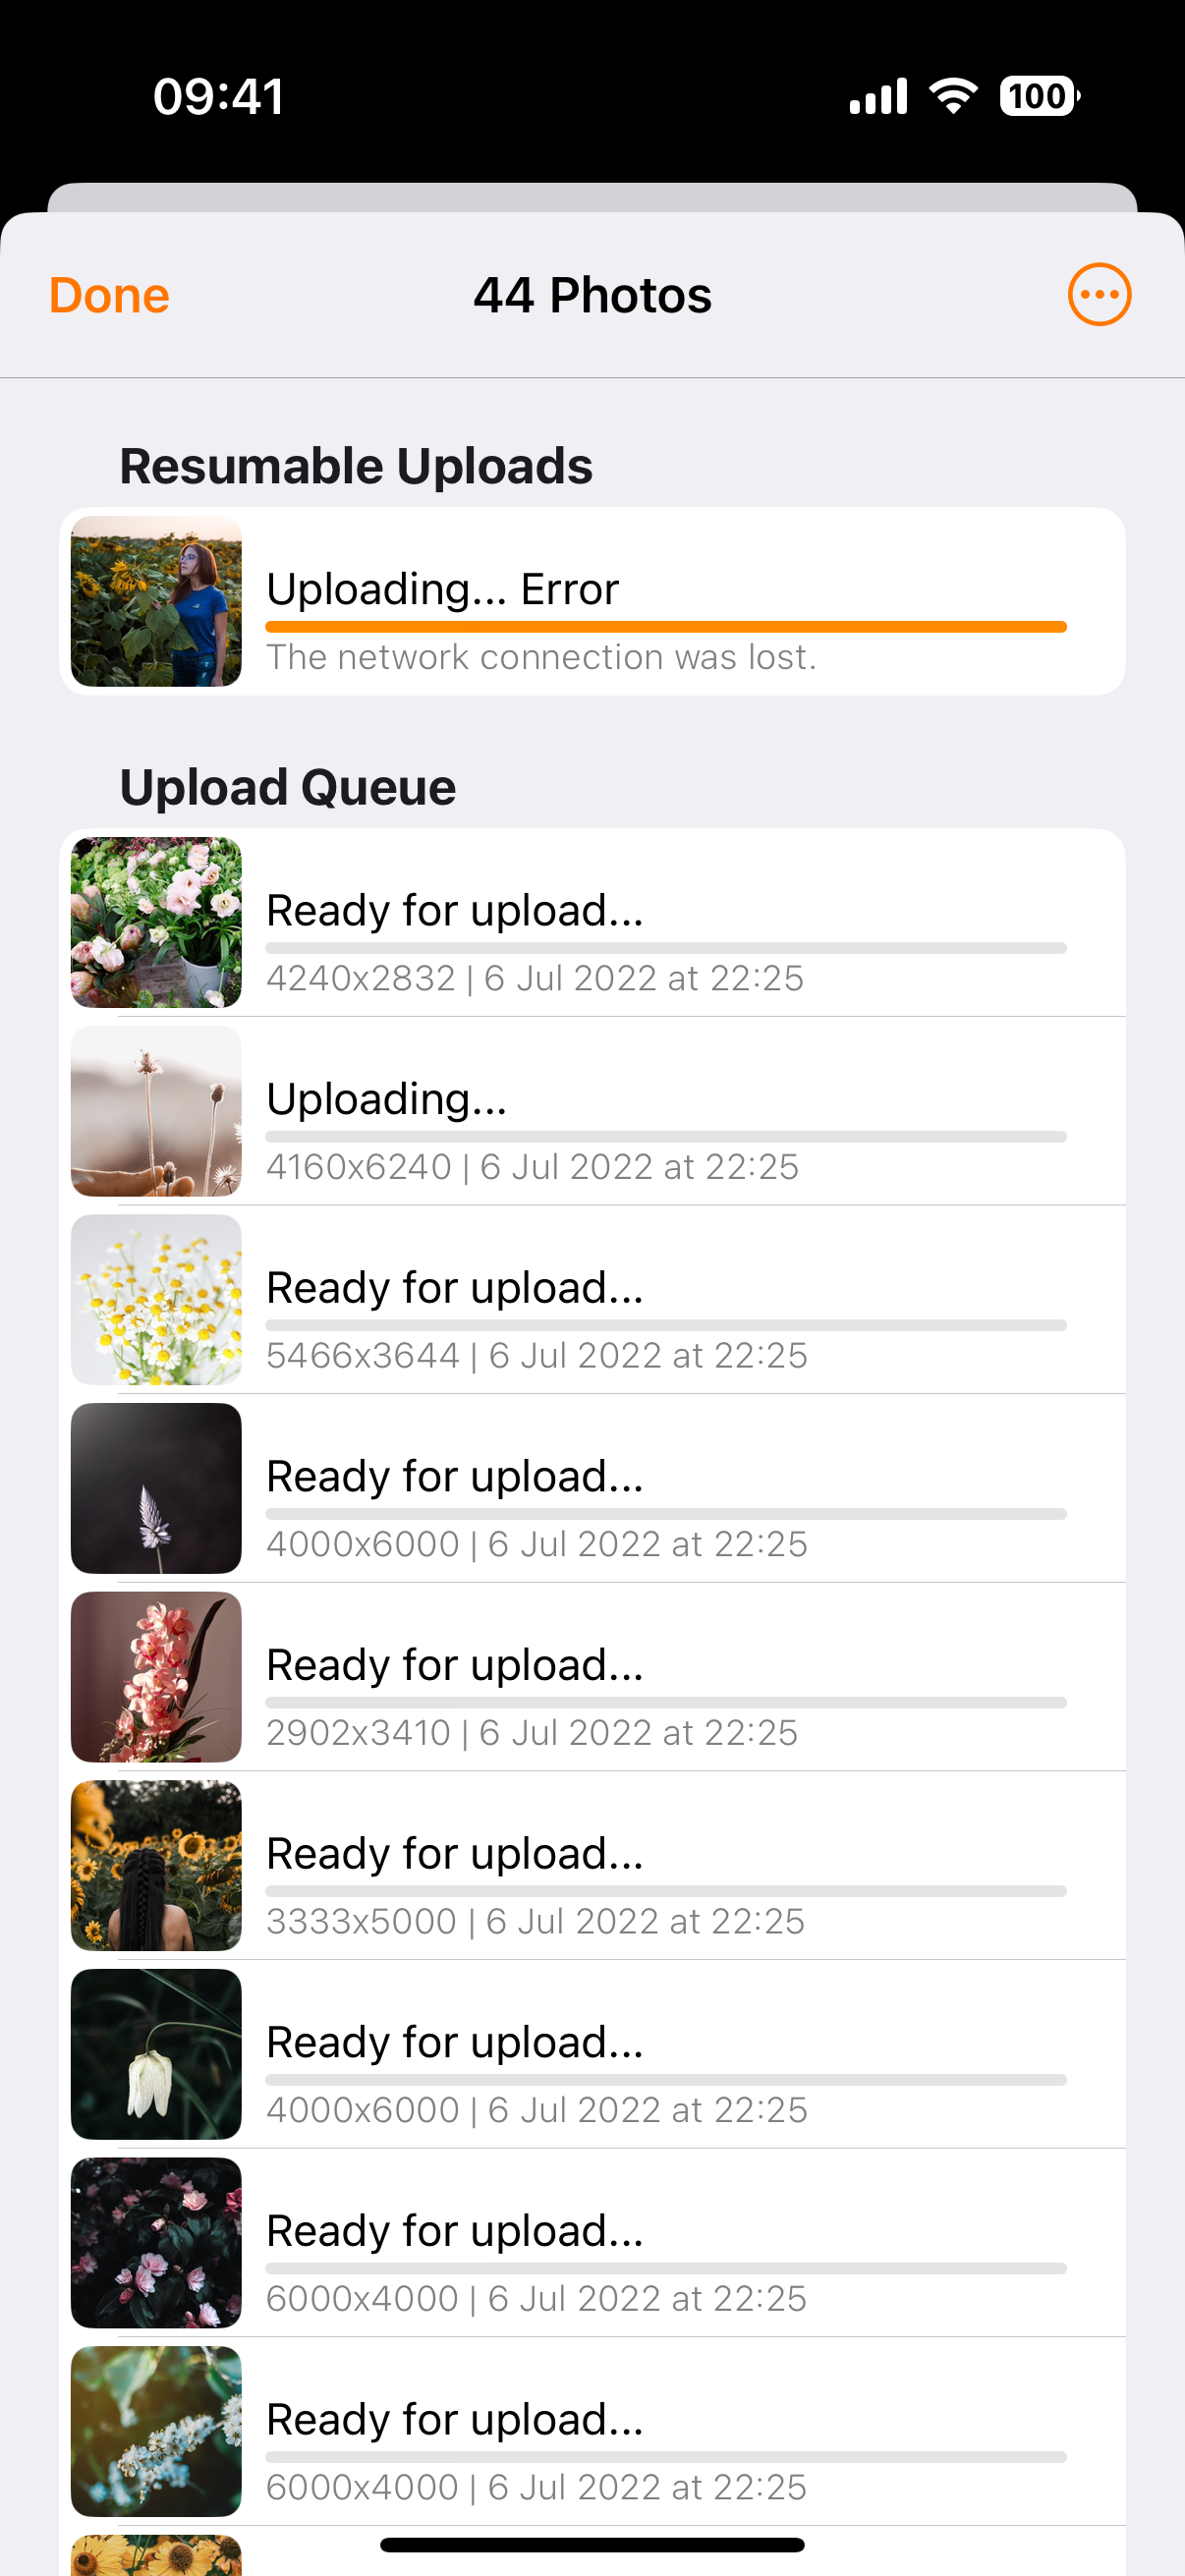 09:41
100
Done
44 Photos
Resumable Uploads
Uploading... Error
The network connection was lost.
Upload Queue
Ready for upload...
4240x2832 | 6 Jul 2022 at 22:25
Uploading...
4160x6240 | 6 Jul 2022 at 22:25
Ready for upload...
5466x3644 | 6 Jul 2022 at 22:25
Ready for upload...
4000x6000 | 6 Jul 2022 at 22:25
Ready for upload...
2902x3410 | 6 Jul 2022 at 22:25
Ready for upload...
3333x5000 | 6 Jul 2022 at 22:25
Ready for upload...
4000x6000 | 6 Jul 2022 at 22:25
Ready for upload...
6000x4000 | 6 Jul 2022 at 22:25
Ready for upload...
6000x4000 | 6 Jul 2022 at 22:25